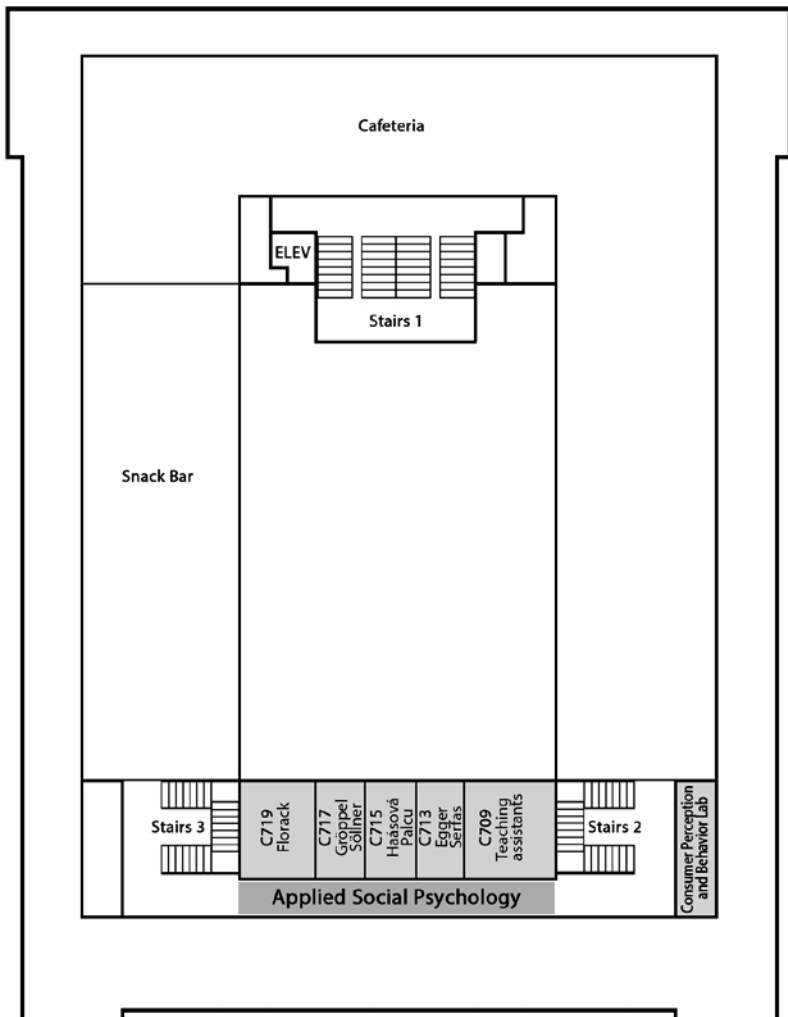 Cafeteria
ELEV
Stairs 1
Snack Bar
Stairs 3
C719
Florack
C717
Gröppel
Söllner
C715
Haásová
Palcu
C713
Egger
Serfas
C709
Teaching
assistants
Stairs 2
Consumer Perception
and Behavior Lab
Applied Social Psychology